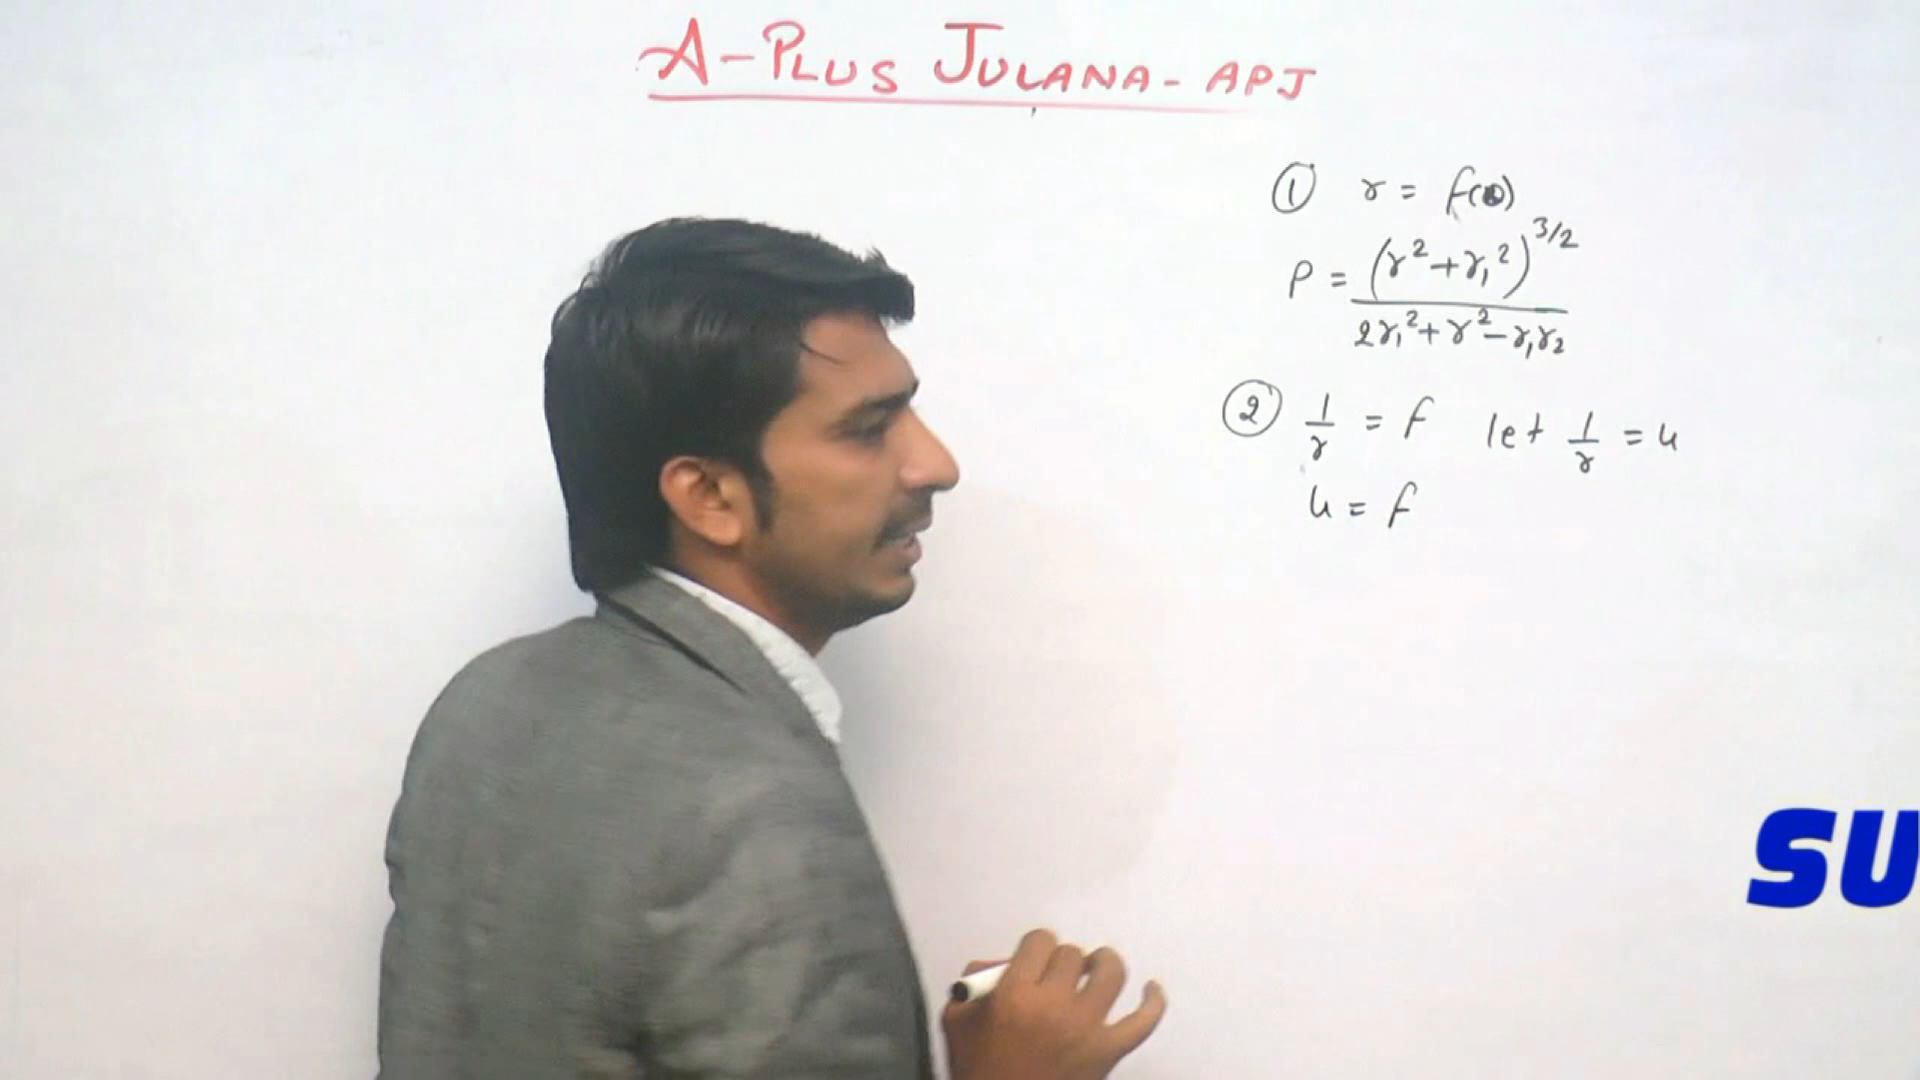 A-PLUS JULANA- APJ
① r = f(θ)
ρ = (r² + r₁²)^3/2 / 2r₁² + r² - r₁r₂
② 1/r = f let 1/r = u
u = f
SU